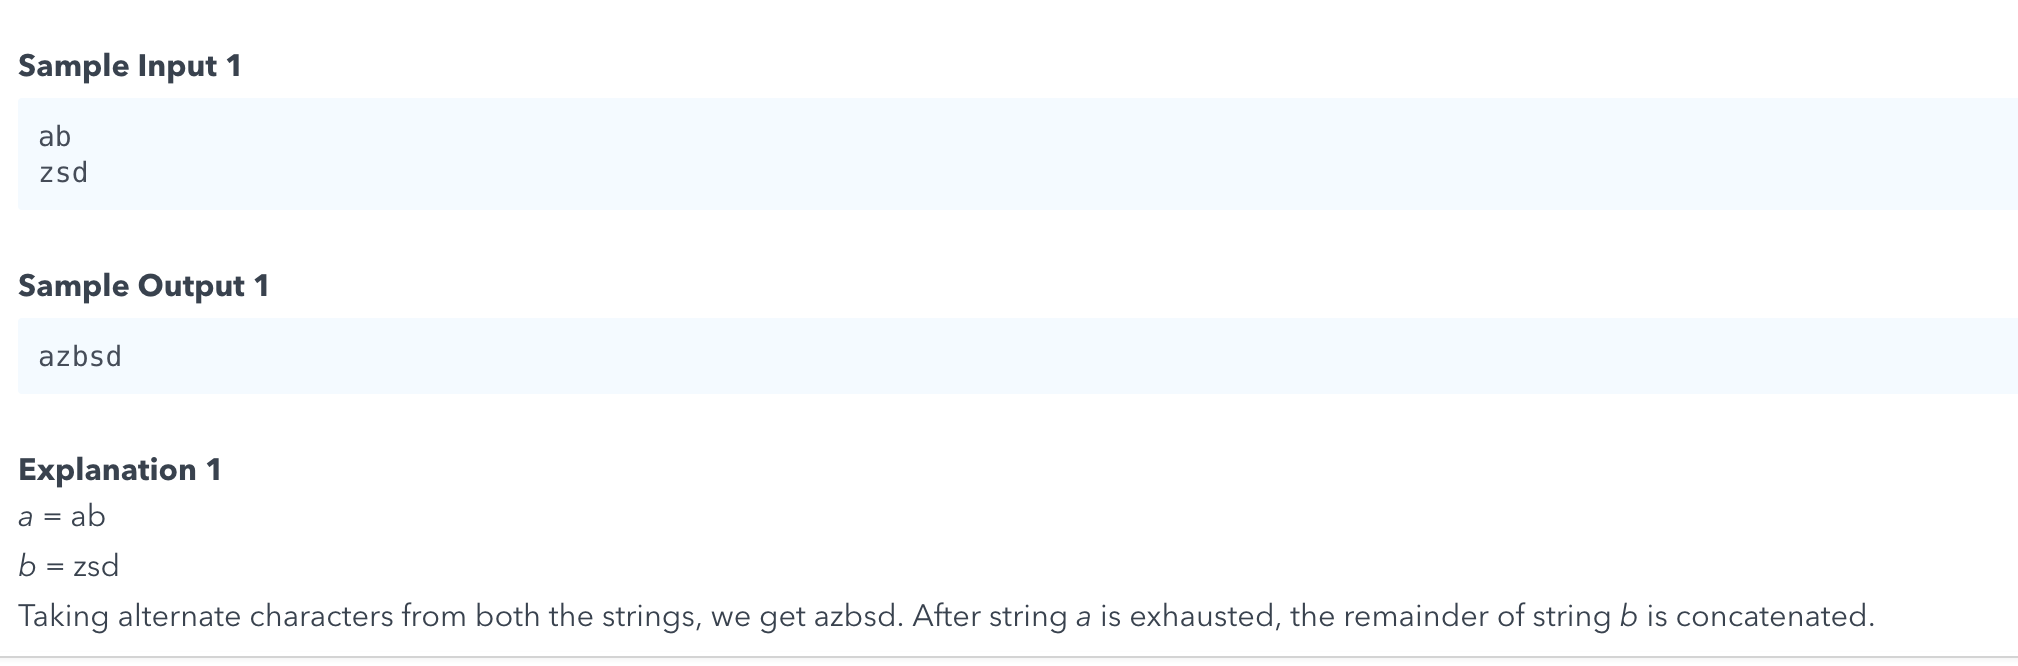 Sample Input 1
ab
zsd
Sample Output 1
azbsd
Explanation 1
a = ab
b = zsd
Taking alternate characters from both the strings, we get azbsd. After string a is exhausted, the remainder of string b is concatenated.